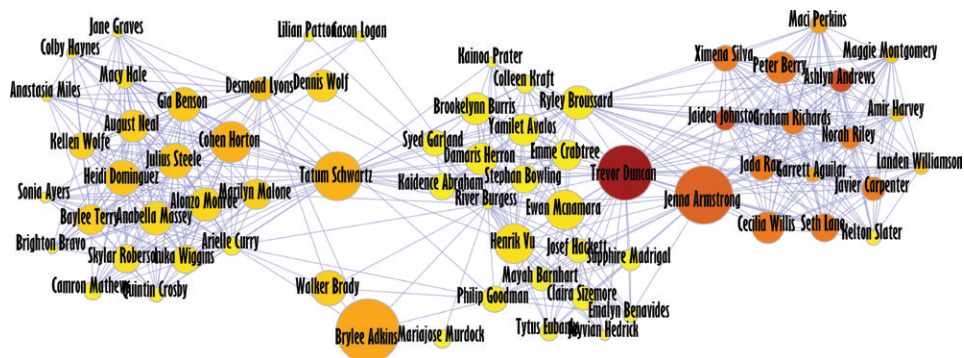 Jane Graves
Colby Haynes
Macy Hale
Anastasia Miles
Gia Benson
August Neal
Kellen Wolfe
Julius Steele
Heidi Dominguez
Sonia Ayers
Alonzo Monroe
Marilyn Malone
Baylee Terry
Anabella Massey
Brighton Bravo
Skylar Roberson
Luka Wiggins
Arielle Curry
Camron Mathews
Quintin Crosby
Lilian Patton
Cason Logan
Desmond Lyons
Dennis Wolf
Cohen Horton
Tatum Schwartz
Walker Brady
Brylee Adkins
Mariajose Murdock
Kainoa Prater
Colleen Kraft
Brookelynn Burris
Ryley Broussard
Syed Garland
Yamilet Avalos
Damaris Herron
Emme Crabtree
Kaidence Abraham
Stephan Bowling
River Burgess
Trevor Duncan
Ewan Mcnamara
Henrik Vu
Josef Hackett
Sapphire Madrigal
Mayah Barnhart
Philip Goodman
Claira Sizemore
Emalyn Benavides
Tytus Eubanks
Jayvian Hedrick
Maci Perkins
Ximena Silva
Peter Berry
Maggie Montgomery
Ashlyn Andrews
Jaiden Johnston
Graham Richards
Amir Harvey
Norah Riley
Jada Ray
Garrett Aguilar
Landen Williamson
Jenna Armstrong
Javier Carpenter
Cecilia Willis
Seth Lane
Kelton Slater